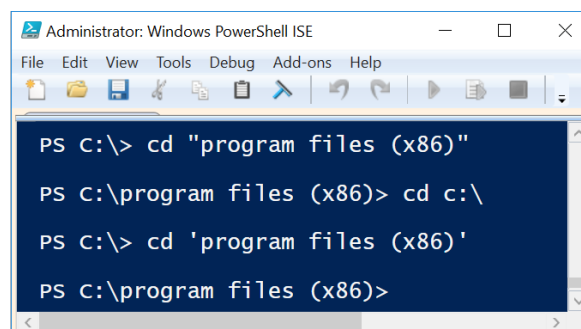 Administrator: Windows PowerShell ISE
File Edit View Tools Debug Add-ons Help
PS C:\> cd "program files (x86)"
PS C:\program files (x86)> cd c:\
PS C:\> cd 'program files (x86)'
PS C:\program files (x86)>